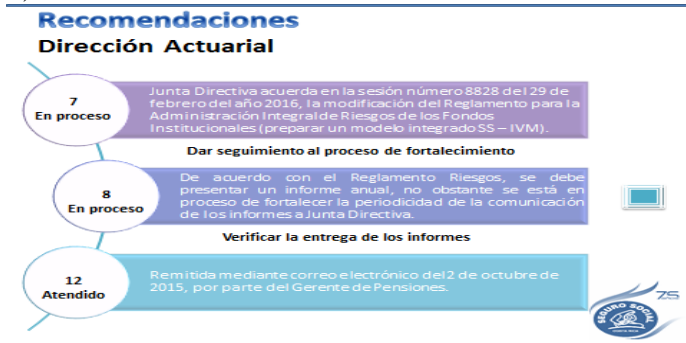 Recomendaciones
Dirección Actuarial
7
En proceso
Junta Directiva acuerda en la sesión número 8828 del 29 de
febrero del año 2016, la modificación del Reglamento para la
Administración Integral de Riesgos de los Fondos
Institucionales (preparar un modelo integrado SS – IVM).
Dar seguimiento al proceso de fortalecimiento
8
En proceso
De acuerdo con el Reglamento Riesgos, se debe
presentar un informe anual, no obstante se está en
proceso de fortalecer la periodicidad de la comunicación
de los informes a Junta Directiva.
Verificar la entrega de los informes
12
Atendido
Remitida mediante correo electrónico del 2 de octubre de
2015, por parte del Gerente de Pensiones.
75
SEGURO SOCIAL